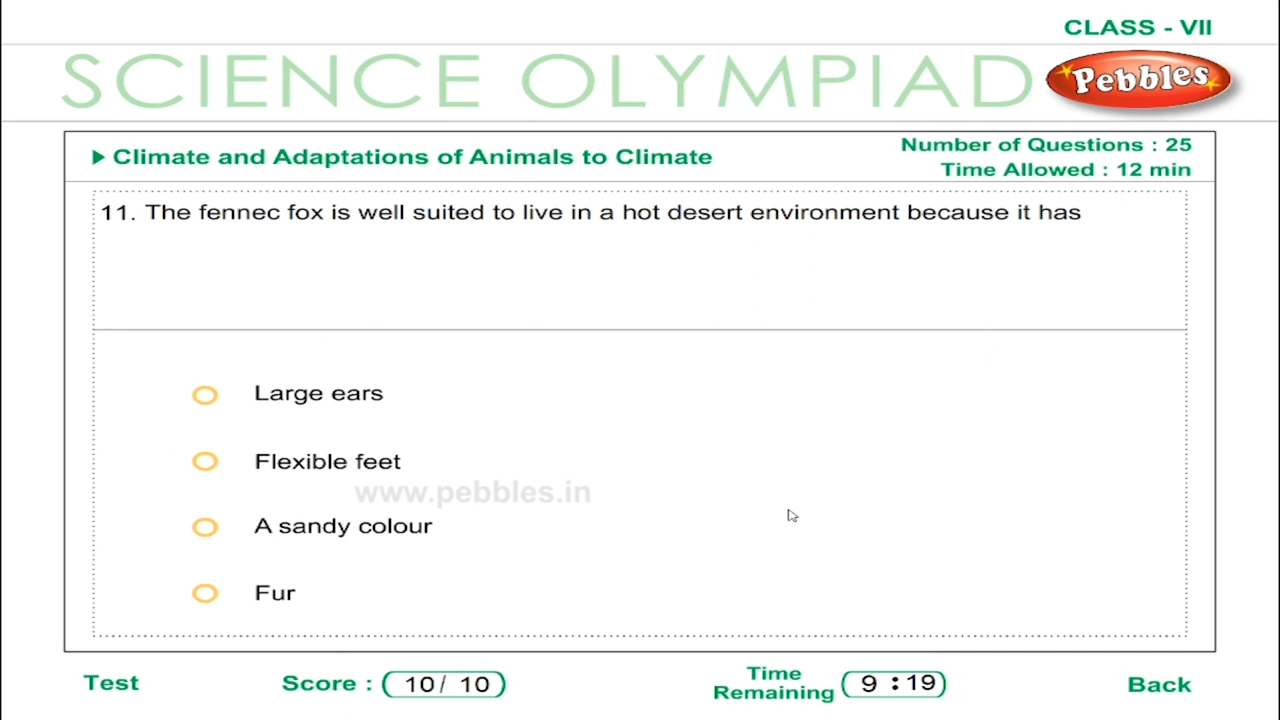 CLASS - VII
SCIENCE OLYMPIAD
Pebbles
Climate and Adaptations of Animals to Climate
Number of Questions : 25
Time Allowed : 12 min
11. The fennec fox is well suited to live in a hot desert environment because it has
Large ears
Flexible feet
www.pebbles.in
A sandy colour
Fur
Test
Score : 10/ 10
Time Remaining 9 : 19
Back